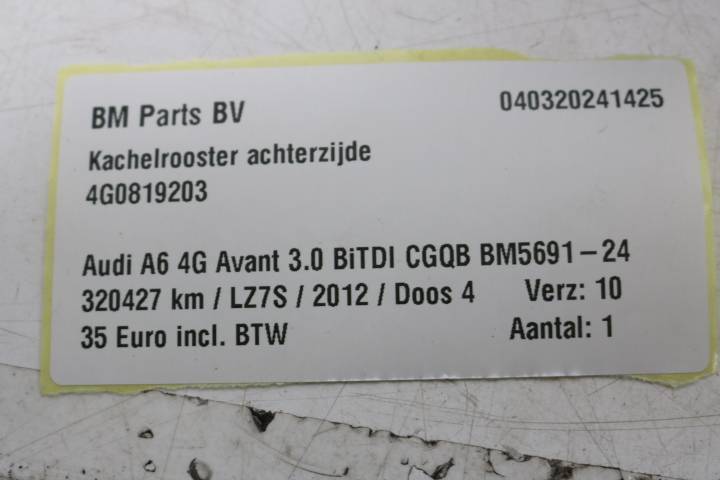 BM Parts BV 040320241425
Kachelrooster achterzijde
4G0819203
Audi A6 4G Avant 3.0 BiTDI CGQB BM5691-24
320427 km / LZ7S / 2012 / Doos 4 Verz: 10
35 Euro incl. BTW Aantal: 1